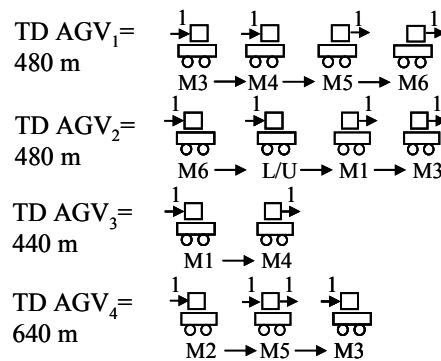 1 1 1 1
TD AGV₁=
480 m
M3 M4 M5 M6
1 1 1 1
TD AGV₂=
480 m
M6 L/U M1 M3
1 1
TD AGV₃=
440 m
M1 M4
1 1 1 1
TD AGV₄=
640 m
M2 M5 M3